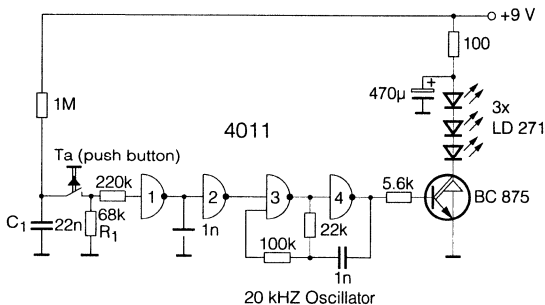 +9 V
100
470µ
+
3x
LD 271
1M
4011
Ta (push button)
220k
1
2
3
4
5.6k
BC 875
C1
22n
68k
R1
1n
22k
100k
1n
20 kHZ Oscillator